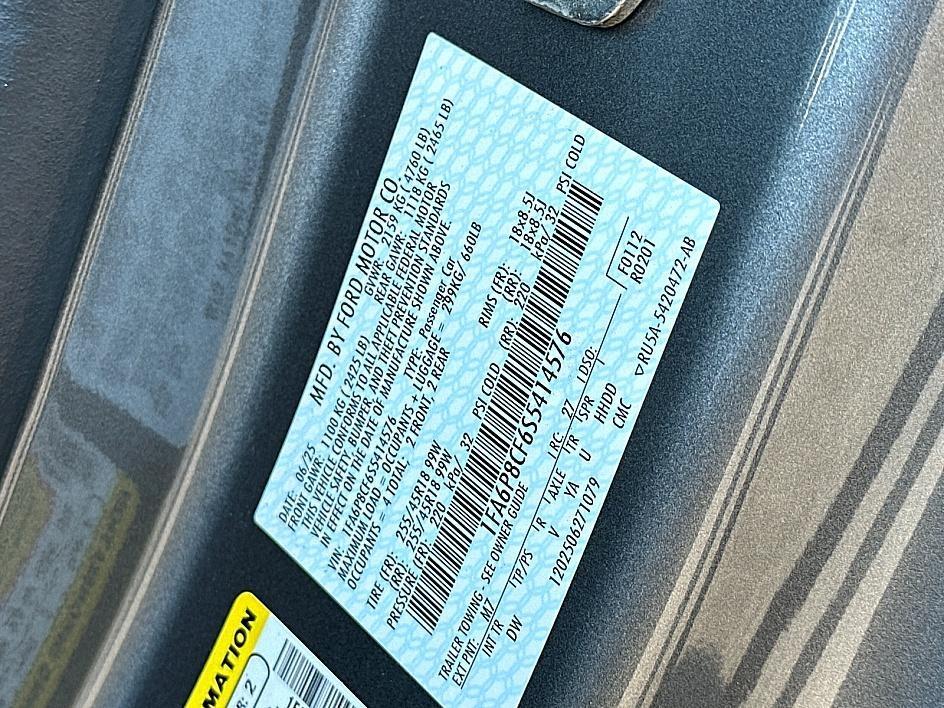 MFD. BY FORD MOTOR CO.
DATE: 06/25 GVWR: 2159 KG ( 4760 LB)
FRONT GAWR: 1100 KG ( 2425 LB) REAR GAWR: 1118 KG ( 2465 LB)
THIS VEHICLE CONFORMS TO ALL APPLICABLE FEDERAL MOTOR
VEHICLE SAFETY, BUMPER, AND THEFT PREVENTION STANDARDS
IN EFFECT ON THE DATE OF MANUFACTURE SHOWN ABOVE.
VIN: 1FA6P8CF6S5414576 TYPE: Passenger Car
MAXIMUM LOAD = OCCUPANTS + LUGGAGE = 299KG/ 660LB
OCCUPANTS = 4 TOTAL, 2 FRONT, 2 REAR
TIRE (FR): 255/45R18 99W RIMS (FR): 18x8.5J
(RR): 255/45R18 99W (RR): 18x8.5J
PRESSURE (FR): 220 kPa/ 32 PSI COLD (RR): 220 kPa/ 32 PSI COLD
1FA6P8CF6S5414576
TRAILER TOWING - SEE OWNER GUIDE
EXT PNT: M7 RC: 27 DSO: F0112
INT TR TP/PS R AXLE TR SPR T R0201
DW V YA U HHDD
1202506271079 CMC
▽RU5A-5420472-AB
MATION
R: 2